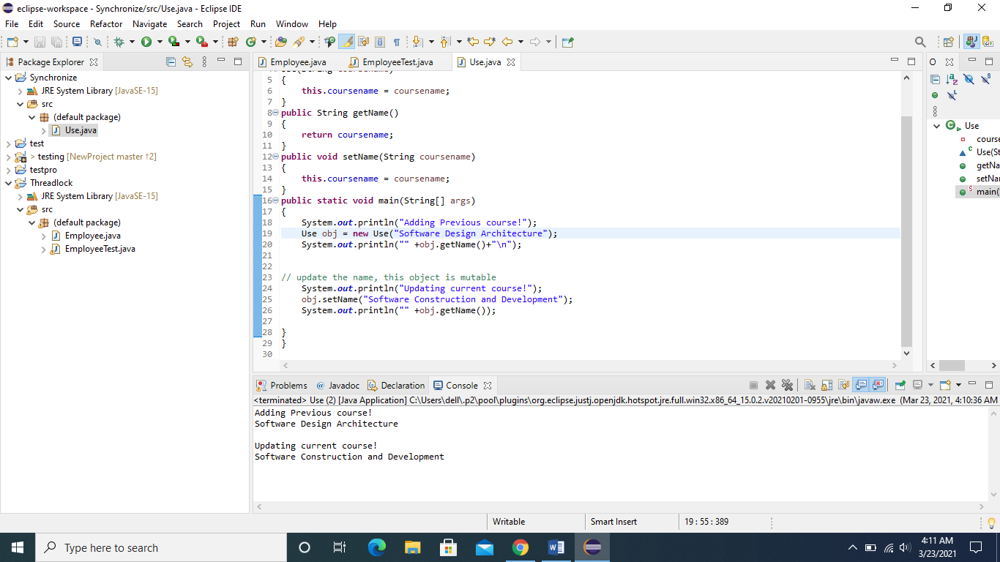 eclipse-workspace - Synchronize/src/Use.java - Eclipse IDE
File Edit Source Refactor Navigate Search Project Run Window Help
Package Explorer
Synchronize
JRE System Library [JavaSE-15]
src
(default package)
Use.java
test
> testing [NewProject master ↑2]
testpro
Threadlock
JRE System Library [JavaSE-15]
src
(default package)
Employee.java
EmployeeTest.java
Employee.java EmployeeTest.java Use.java
5 {
6 this.coursename = coursename;
7 }
8 public String getName()
9 {
10 return coursename;
11 }
12 public void setName(String coursename)
13 {
14 this.coursename = coursename;
15 }
16 public static void main(String[] args)
17 {
18 System.out.println("Adding Previous course!");
19 Use obj = new Use("Software Design Architecture");
20 System.out.println("" +obj.getName()+"\n");
21
22
23 // update the name, this object is mutable
24 System.out.println("Updating current course!");
25 obj.setName("Software Construction and Development");
26 System.out.println("" +obj.getName());
27
28 }
29 }
30
O
Use
course
Use(St
getNa
setNa
main(
Problems @ Javadoc Declaration Console
<terminated> Use (2) [Java Application] C:\Users\dell\.p2\pool\plugins\org.eclipse.justj.openjdk.hotspot.jre.full.win32.x86_64_15.0.2.v20210201-0955\jre\bin\javaw.exe (Mar 23, 2021, 4:10:36 AM
Adding Previous course!
Software Design Architecture
Updating current course!
Software Construction and Development
Writable Smart Insert 19 : 55 : 389
Type here to search
4:11 AM
3/23/2021